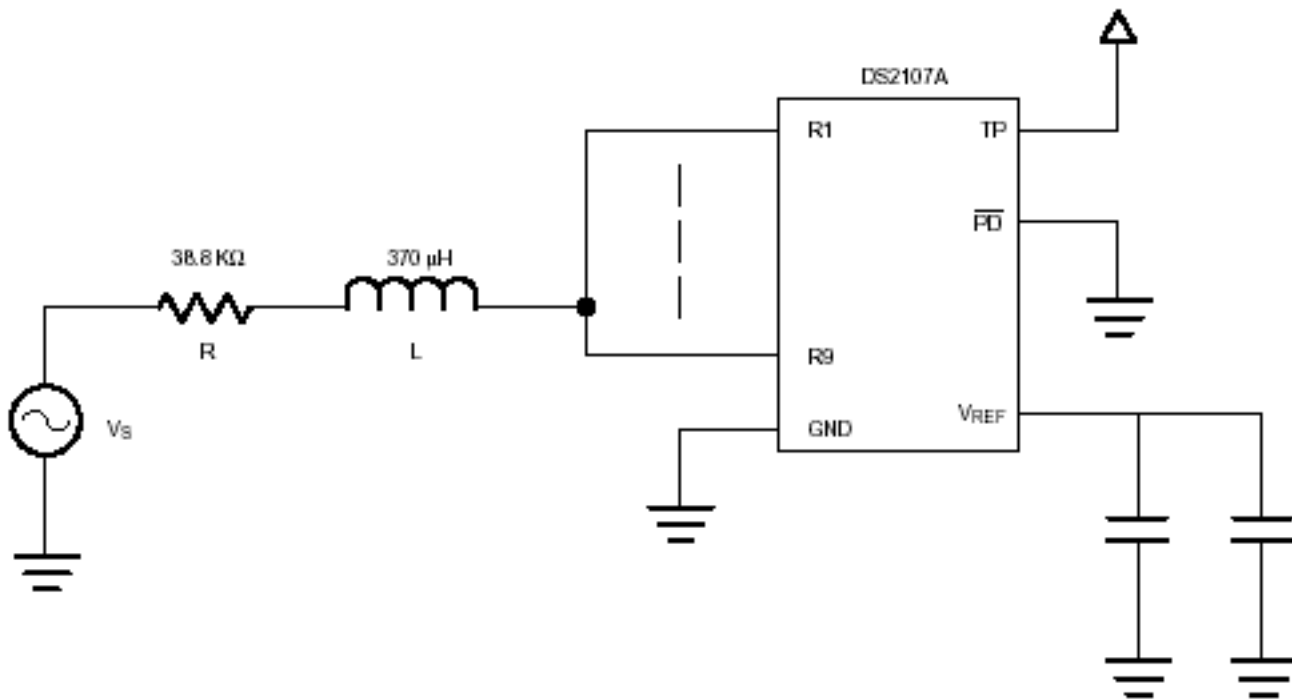 DS2107A
R1
TP
PD
38.8 KΩ
370 µH
R
L
R9
VREF
GND
VS